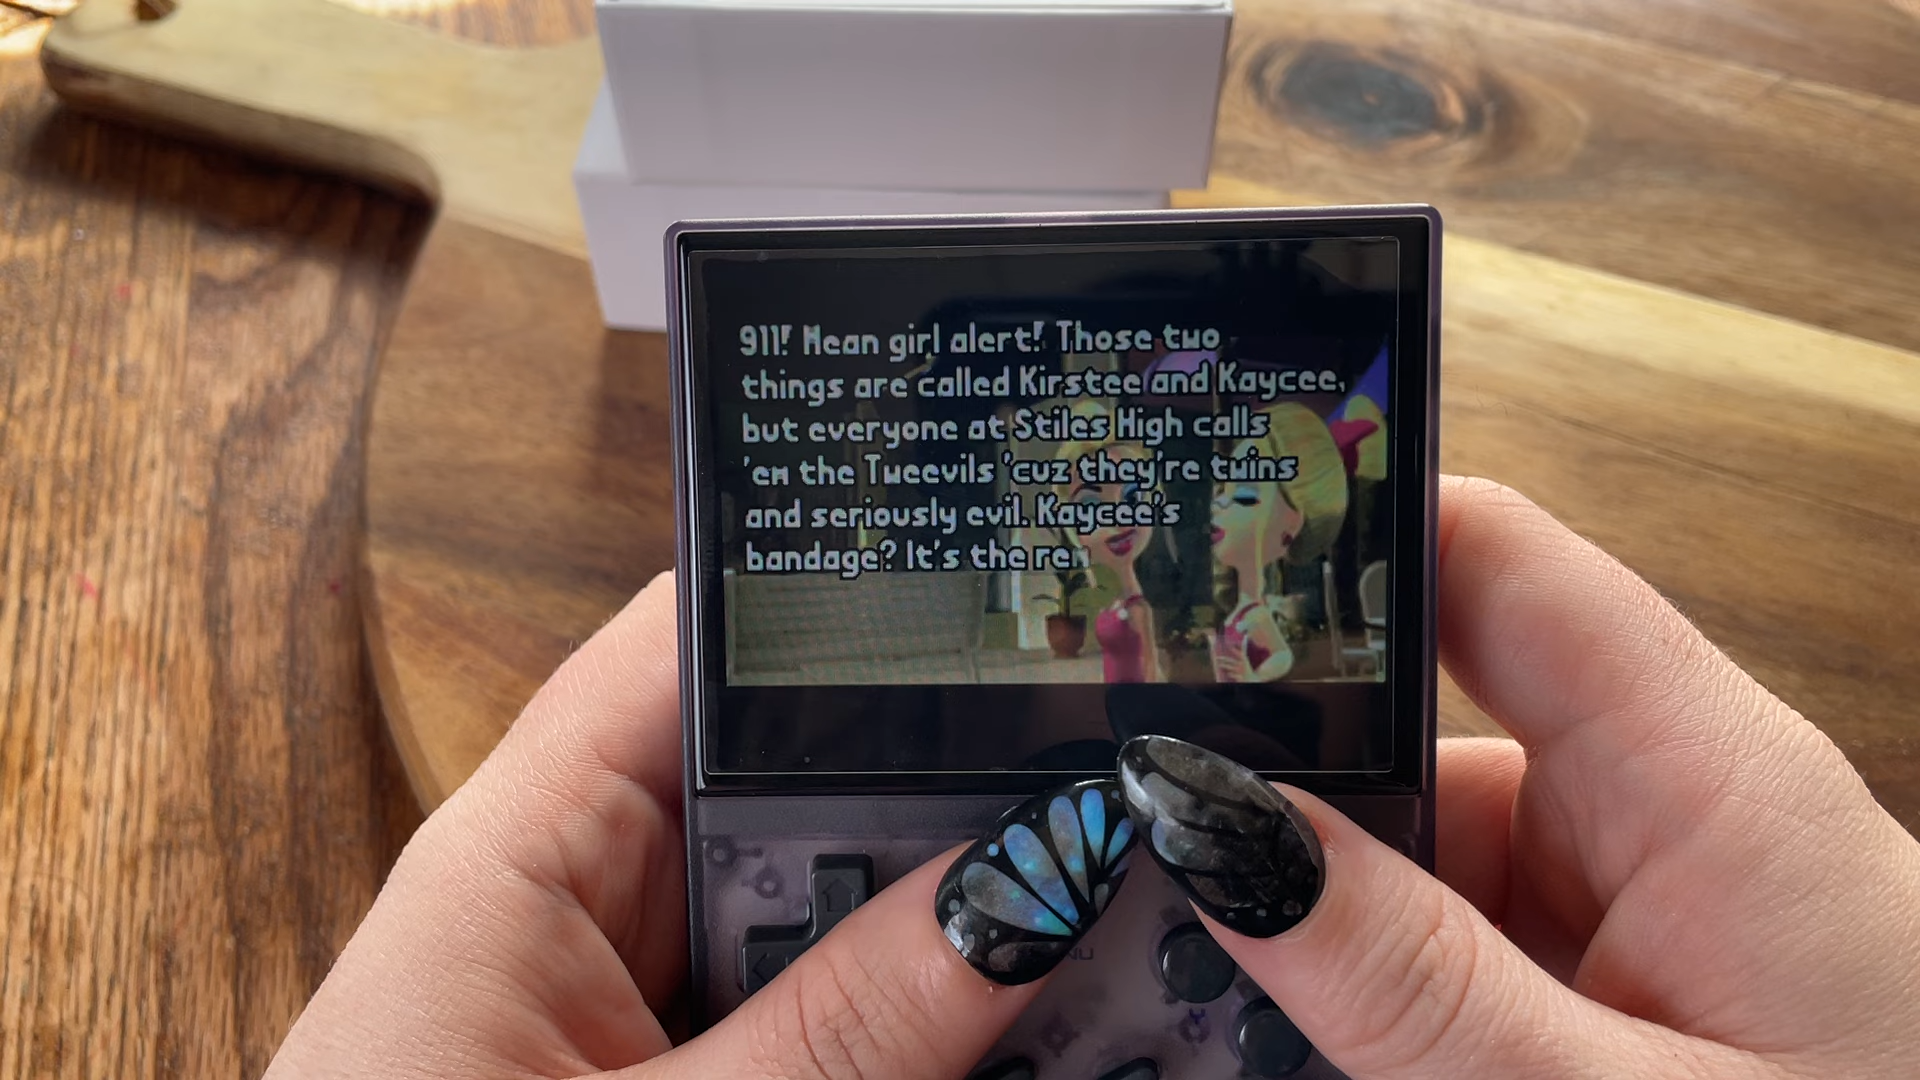 911! Mean girl alert! Those two
things are called Kirstee and Kaycee,
but everyone at Stiles High calls
'em the Tweevils 'cuz they're twins
and seriously evil. Kaycee's
bandage? It's the rem